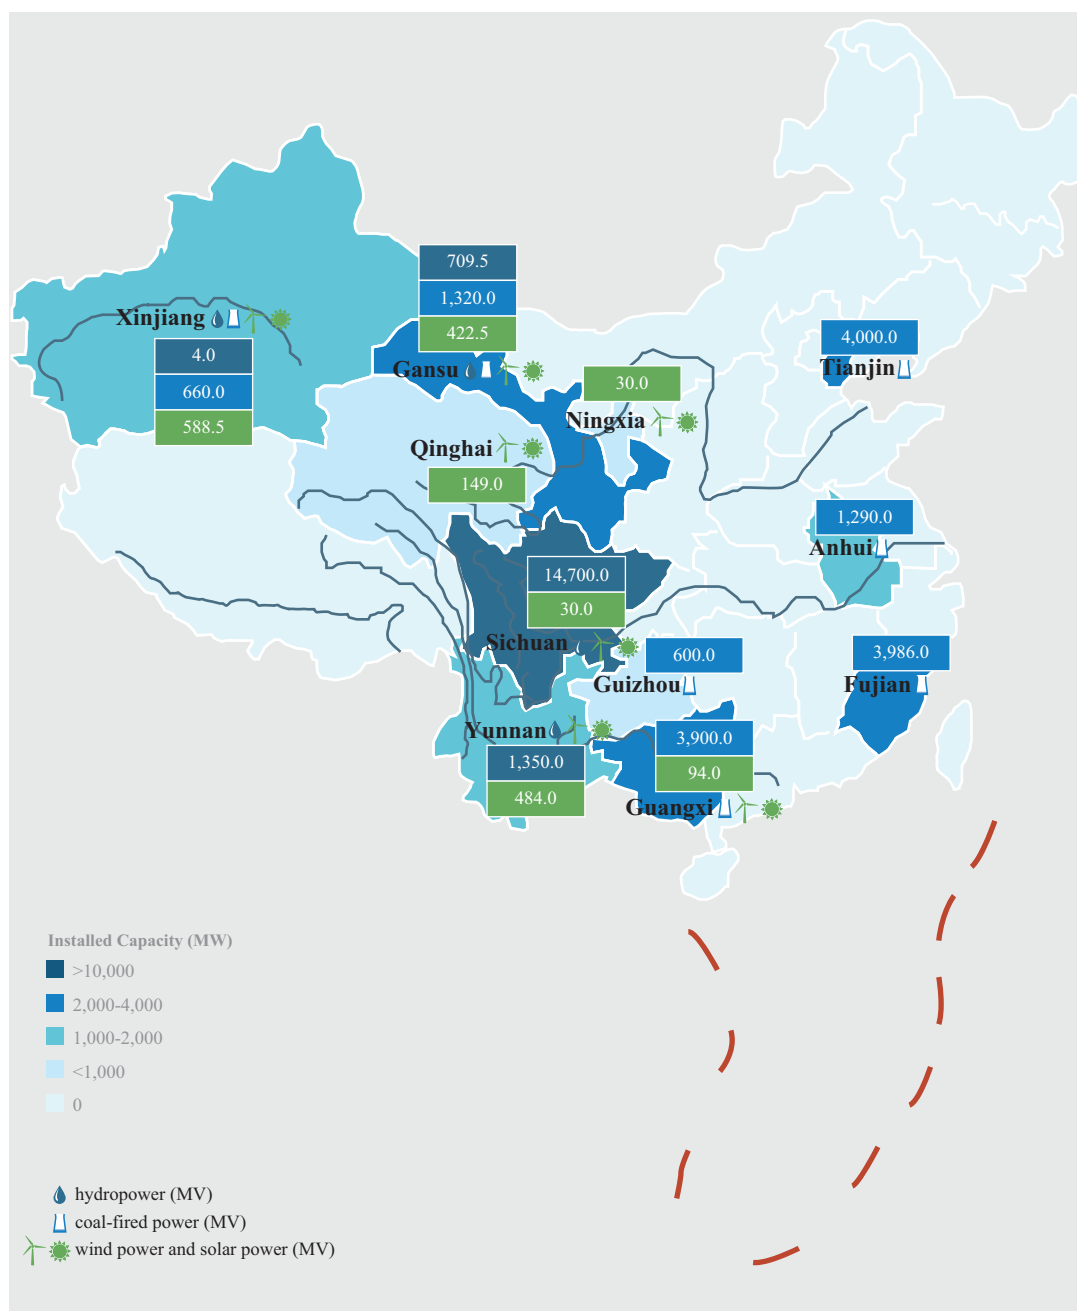 709.5
1,320.0
422.5
Gansu
Xinjiang
4.0
660.0
588.5
4,000.0
Tianjin
30.0
Ningxia
Qinghai
149.0
1,290.0
Anhui
14,700.0
30.0
Sichuan
600.0
Guizhou
3,986.0
Fujian
Yunnan
1,350.0
484.0
3,900.0
94.0
Guangxi
Installed Capacity (MW)
>10,000
2,000-4,000
1,000-2,000
<1,000
0
hydropower (MV)
coal-fired power (MV)
wind power and solar power (MV)